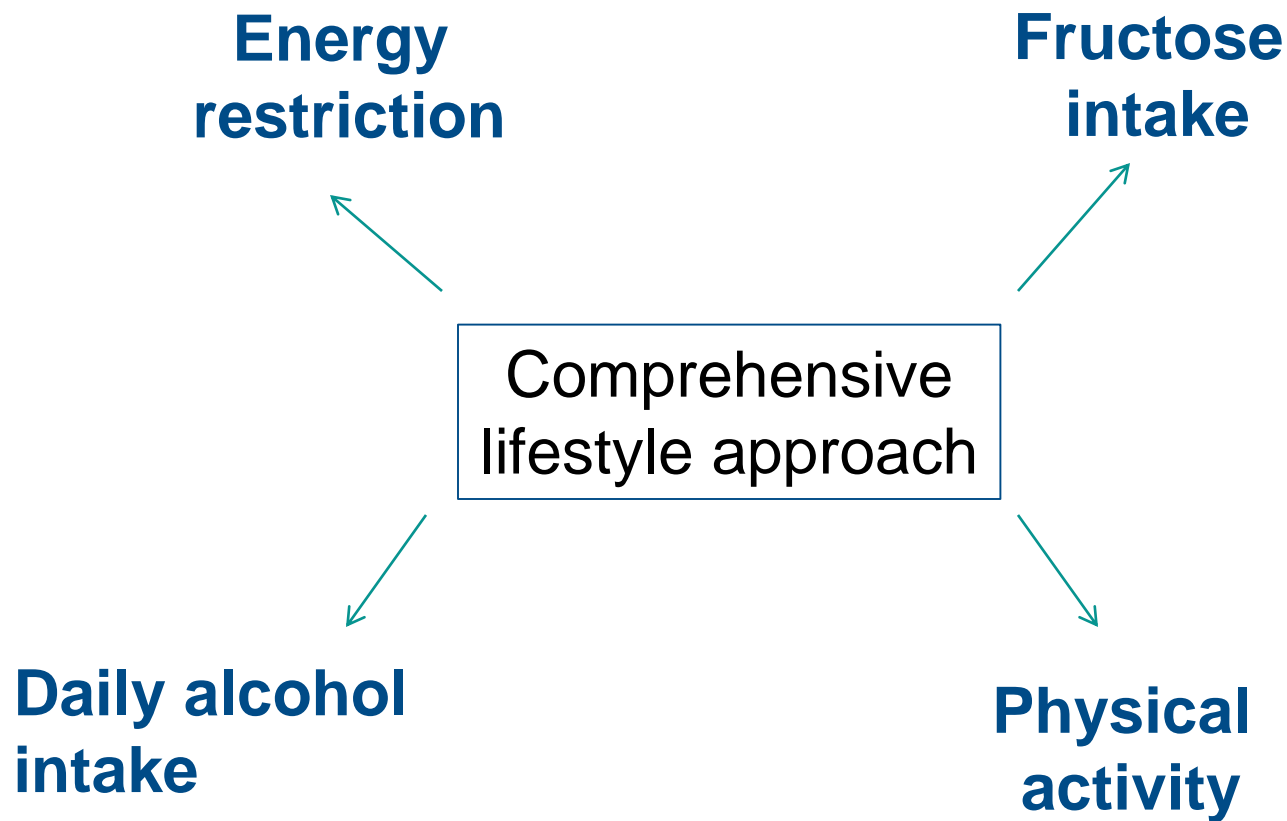 Energy
restriction
Fructose
intake
Comprehensive
lifestyle approach
Daily alcohol
intake
Physical
activity